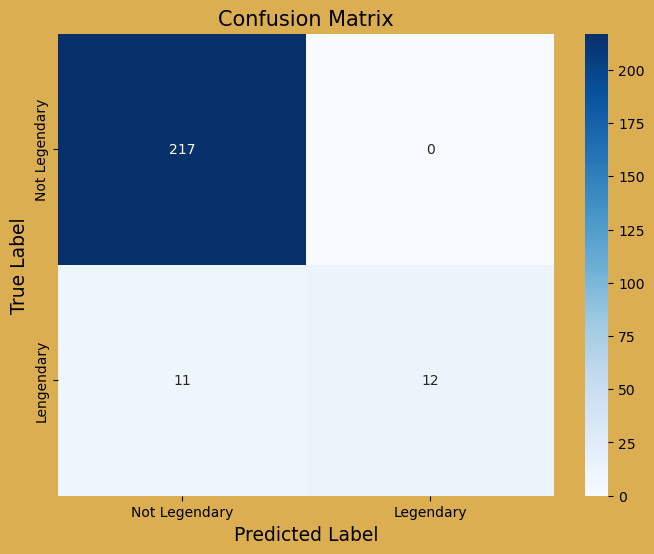 Confusion Matrix
True Label
Not Legendary
Lengendary
217
0
11
12
Not Legendary
Legendary
Predicted Label
200
175
150
125
100
75
50
25
0